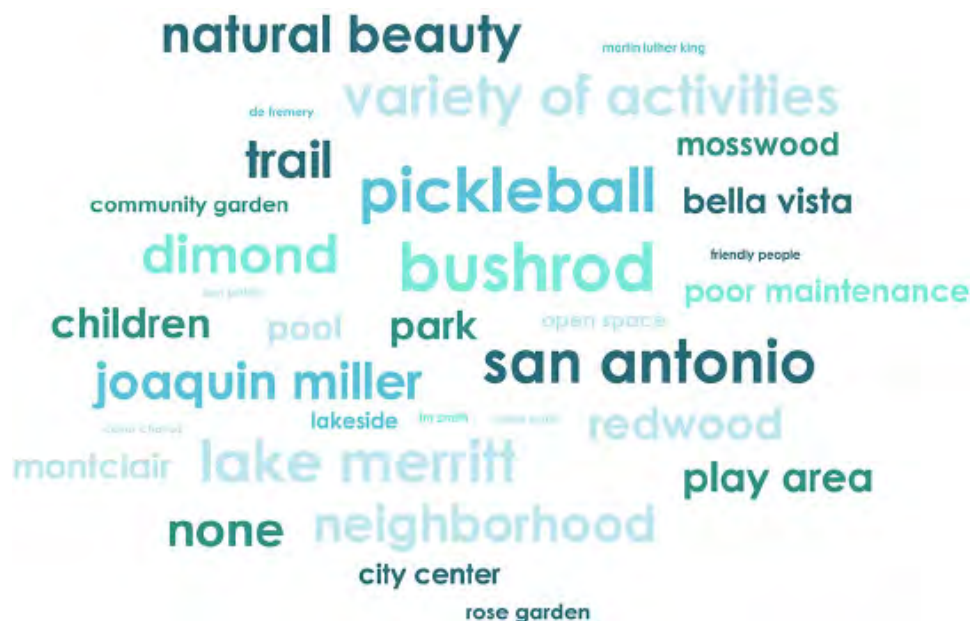 natural beauty
martin luther king
variety of activities
de fremery
trail
mosswood
pickleball
bella vista
community garden
dimond
bushrod
friendly people
poor maintenance
children
pool
park
open space
san antonio
joaquin miller
lakeside
redwood
montclair
lake merritt
play area
none
neighborhood
city center
rose garden